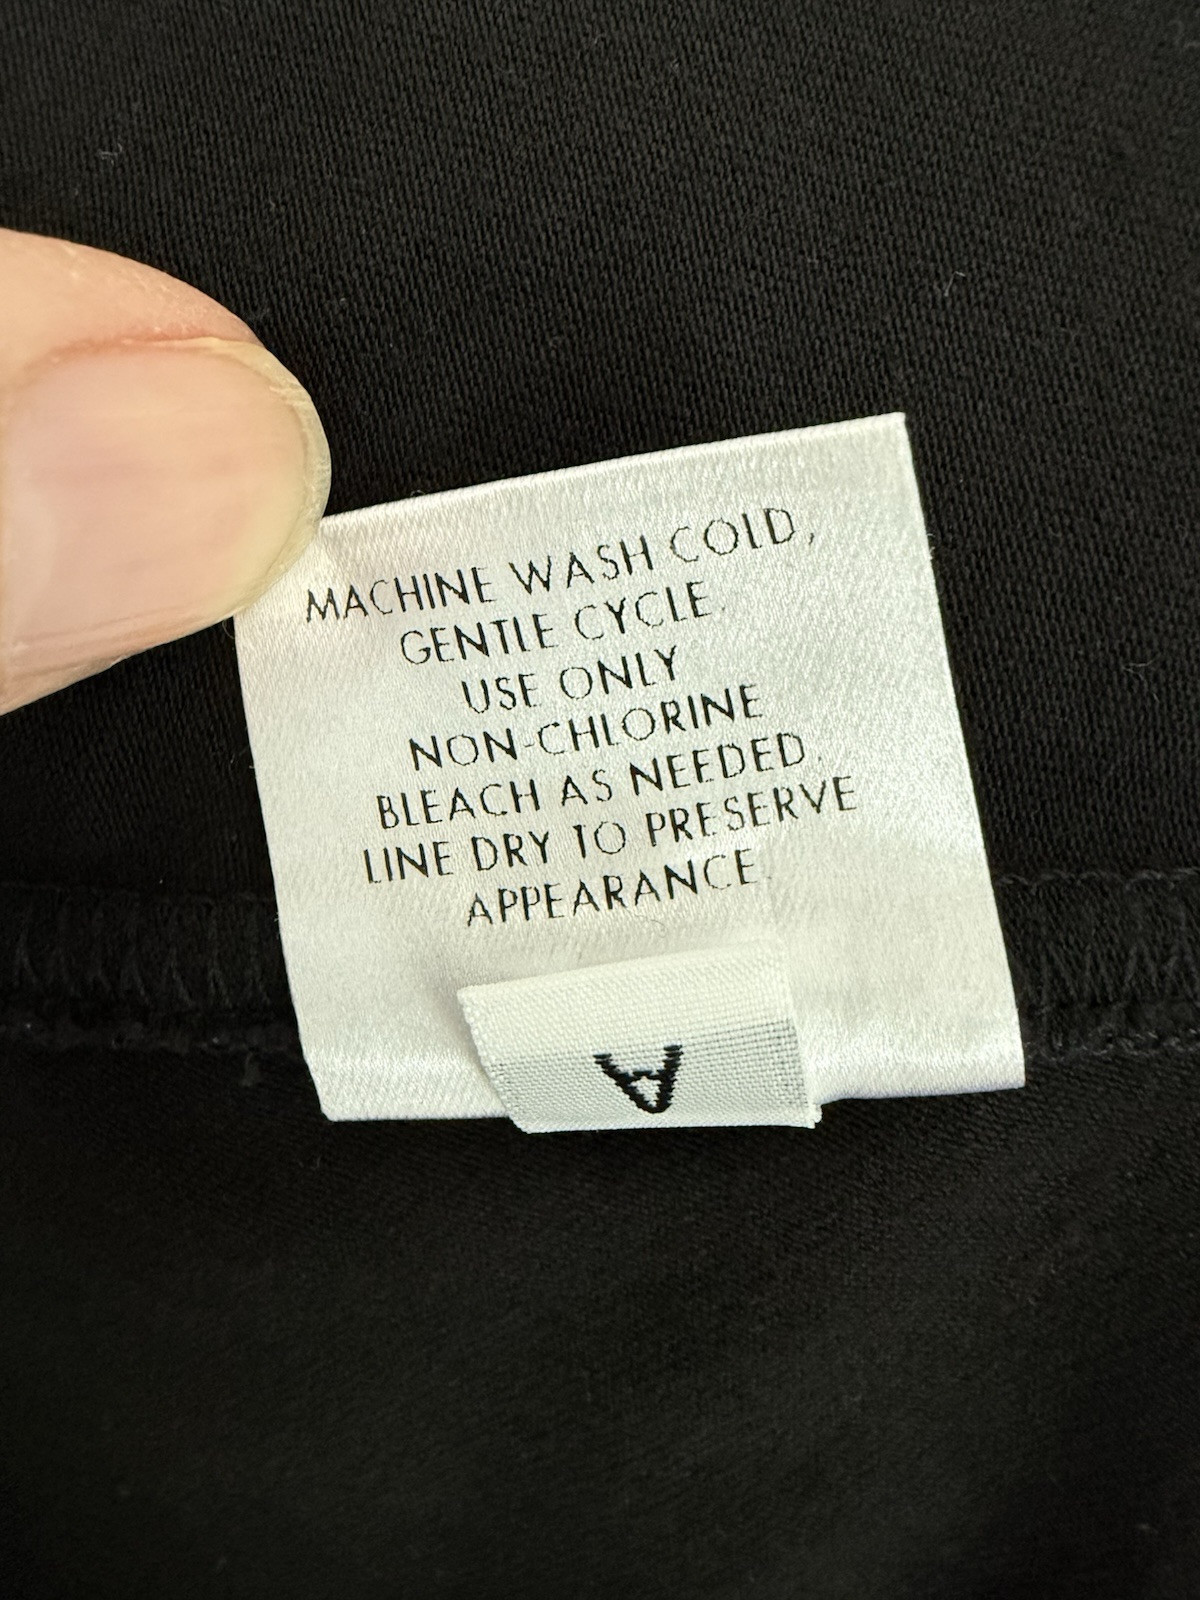 MACHINE WASH COLD,
GENTLE CYCLE.
USE ONLY
NON-CHLORINE
BLEACH AS NEEDED.
LINE DRY TO PRESERVE
APPEARANCE.
A